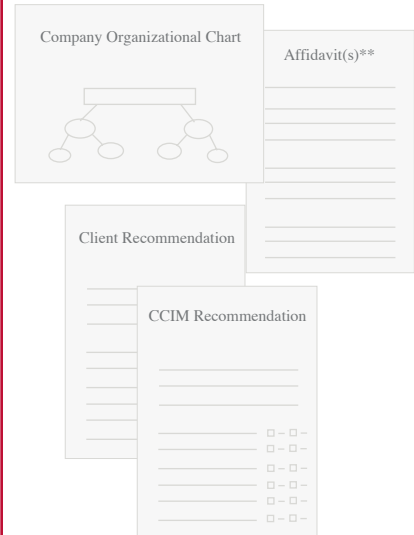 Company Organizational Chart
Affidavit(s)**
Client Recommendation
CCIM Recommendation